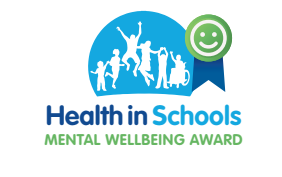 Health in Schools
MENTAL WELLBEING AWARD